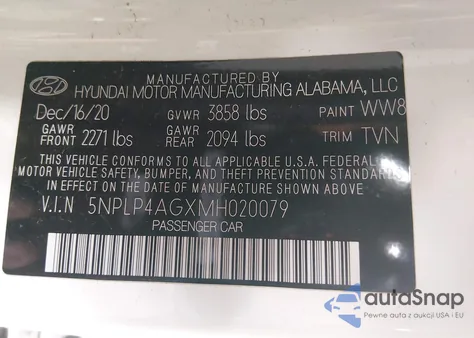 MANUFACTURED BY
HYUNDAI MOTOR MANUFACTURING ALABAMA, LLC
Dec/16/20 GVWR 3858 lbs PAINT WW8
GAWR FRONT 2271 lbs GAWR REAR 2094 lbs TRIM TVN
THIS VEHICLE CONFORMS TO ALL APPLICABLE U.S.A. FEDERAL
MOTOR VEHICLE SAFETY, BUMPER, AND THEFT PREVENTION STANDARDS
IN EFFECT ON THE DATE OF MANUFACTURE SHOWN ABOVE.
V.I.N 5NPLP4AGXMH020079
PASSENGER CAR
autoSnap
Pewne auta z aukcji USA i EU